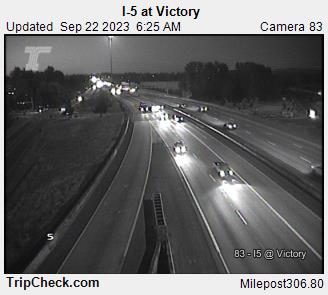 I-5 at Victory
Updated Sep 22 2023 6:25 AM Camera 83
T
S
83 - I5 @ Victory
TripCheck.com Milepost306.80